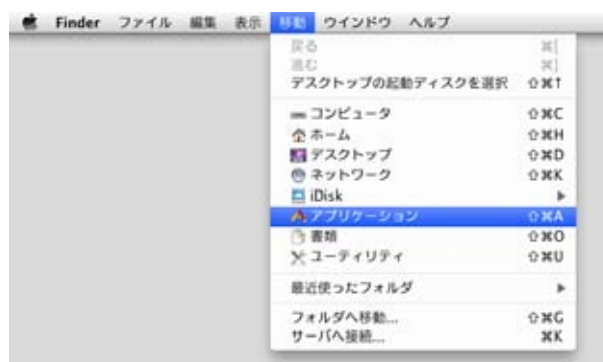 Finder ファイル 編集 表示 移動 ウインドウ ヘルプ
戻る ⌘[
進む ⌘]
デスクトップの起動ディスクを選択 ⇧⌘↑
コンピュータ ⇧⌘C
ホーム ⇧⌘H
デスクトップ ⇧⌘D
ネットワーク ⇧⌘K
iDisk ▶
アプリケーション ⇧⌘A
書類 ⇧⌘O
ユーティリティ ⇧⌘U
最近使ったフォルダ ▶
フォルダへ移動... ⇧⌘G
サーバへ接続... ⌘K